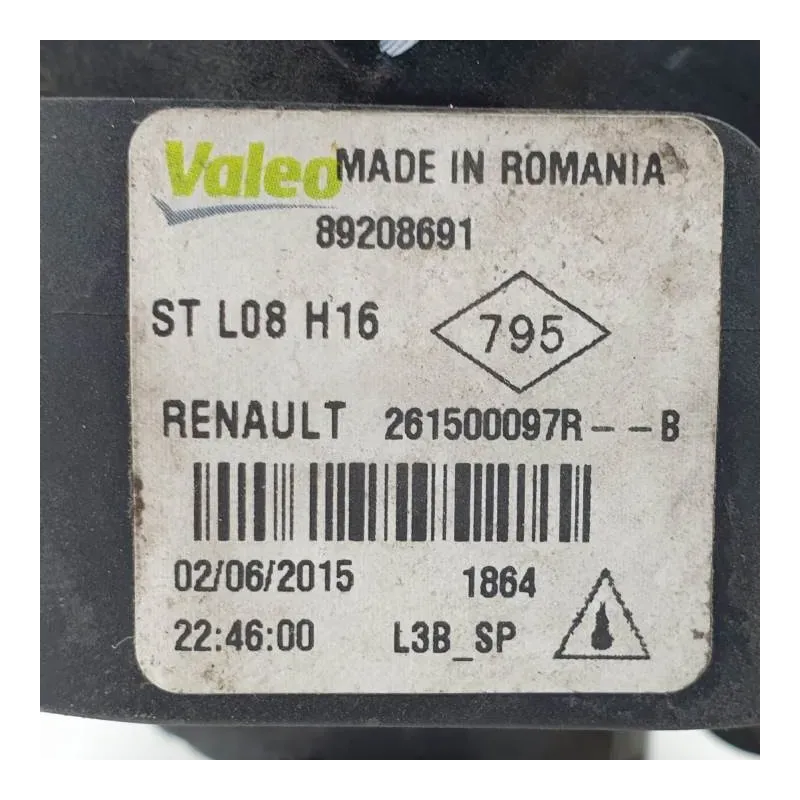 Valeo MADE IN ROMANIA
89208691
ST L08 H16 795
RENAULT 261500097R--B
02/06/2015 1864
22:46:00 L3B_SP